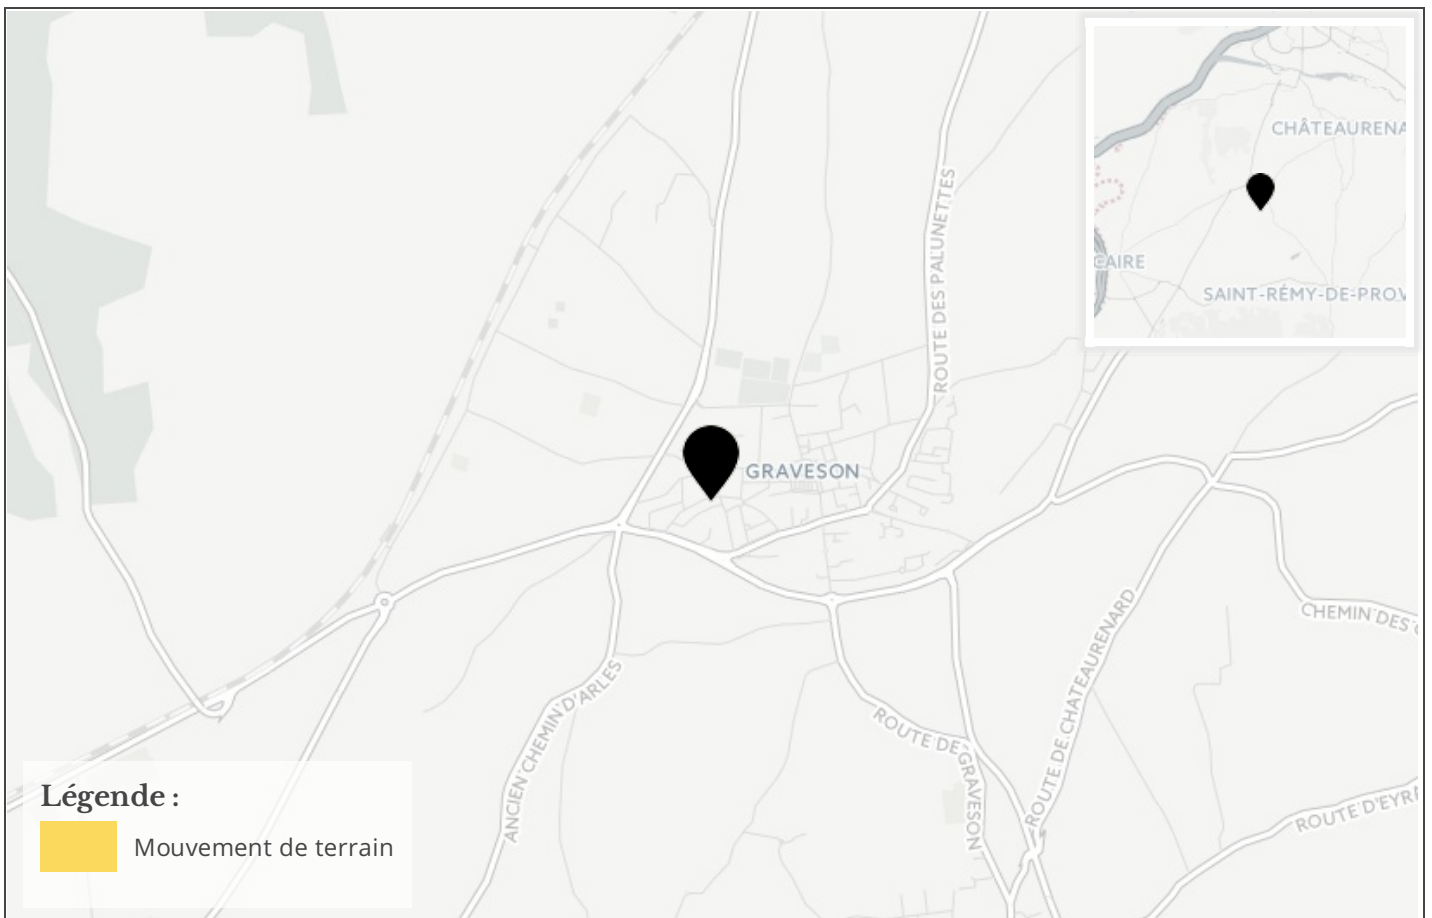 CHÂTEAURENA
CAIRE
SAINT-RÉMY-DE-PROV
ROUTE DES PALUNETTES
GRAVESON
CHEMIN DES
ROUTE DE CHATEAURENARD
ANCIEN CHEMIN D'ARLES
ROUTE DE GRAVESON
ROUTE D'EYR
Légende :
Mouvement de terrain